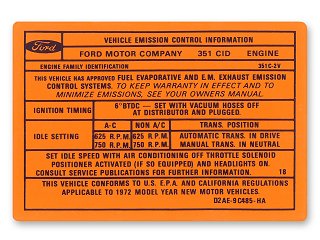 Ford
VEHICLE EMISSION CONTROL INFORMATION
FORD MOTOR COMPANY 351 CID ENGINE
ENGINE FAMILY IDENTIFICATION 351C-2V
THIS VEHICLE HAS APPROVED FUEL EVAPORATIVE AND E.M. EXHAUST EMISSION
CONTROL SYSTEMS. TO KEEP WARRANTY IN EFFECT AND TO
MINIMIZE EMISSIONS, SEE YOUR OWNERS MANUAL.
IGNITION TIMING 6°BTDC — SET WITH VACUUM HOSES OFF
AT DISTRIBUTOR AND PLUGGED.
A-C NON A/C TRANS. POSITION
IDLE SETTING 625 R.P.M. 625 R.P.M. AUTOMATIC TRANS. IN DRIVE
750 R.P.M. 750 R.P.M. MANUAL TRANS. IN NEUTRAL
SET IDLE SPEED WITH AIR CONDITIONING OFF THROTTLE SOLENOID
POSITIONER ACTIVATED (IF SO EQUIPPED) AND HEADLIGHTS ON.
CONSULT SERVICE PUBLICATIONS FOR FURTHER INFORMATION. 18
THIS VEHICLE CONFORMS TO U.S. E.P.A. AND CALIFORNIA REGULATIONS
APPLICABLE TO 1972 MODEL YEAR NEW MOTOR VEHICLES.
D2AE-9C485-HA